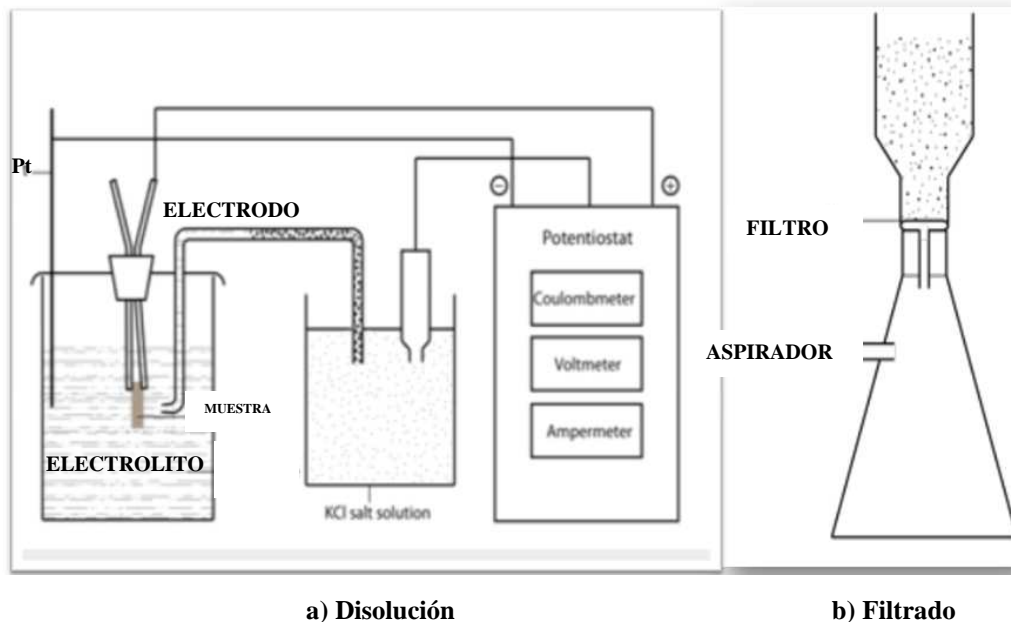 Pt
ELECTRODO
MUESTRA
ELECTROLITO
KCl salt solution
−
+
Potentiostat
Coulombmeter
Voltmeter
Ampermeter
FILTRO
ASPIRADOR
a) Disolución
b) Filtrado